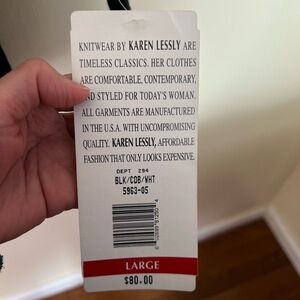 KNITWEAR BY KAREN LESSLY ARE
TIMELESS CLASSICS. HER CLOTHES
ARE COMFORTABLE, CONTEMPORARY,
AND STYLED FOR TODAY'S WOMAN.
ALL GARMENTS ARE MANUFACTURED
IN THE U.S.A. WITH UNCOMPROMISING
QUALITY. KAREN LESSLY, AFFORDABLE
FASHION THAT ONLY LOOKS EXPENSIVE.
DEPT 294
BLK/COB/WHT
5963-05
LARGE
$80.00